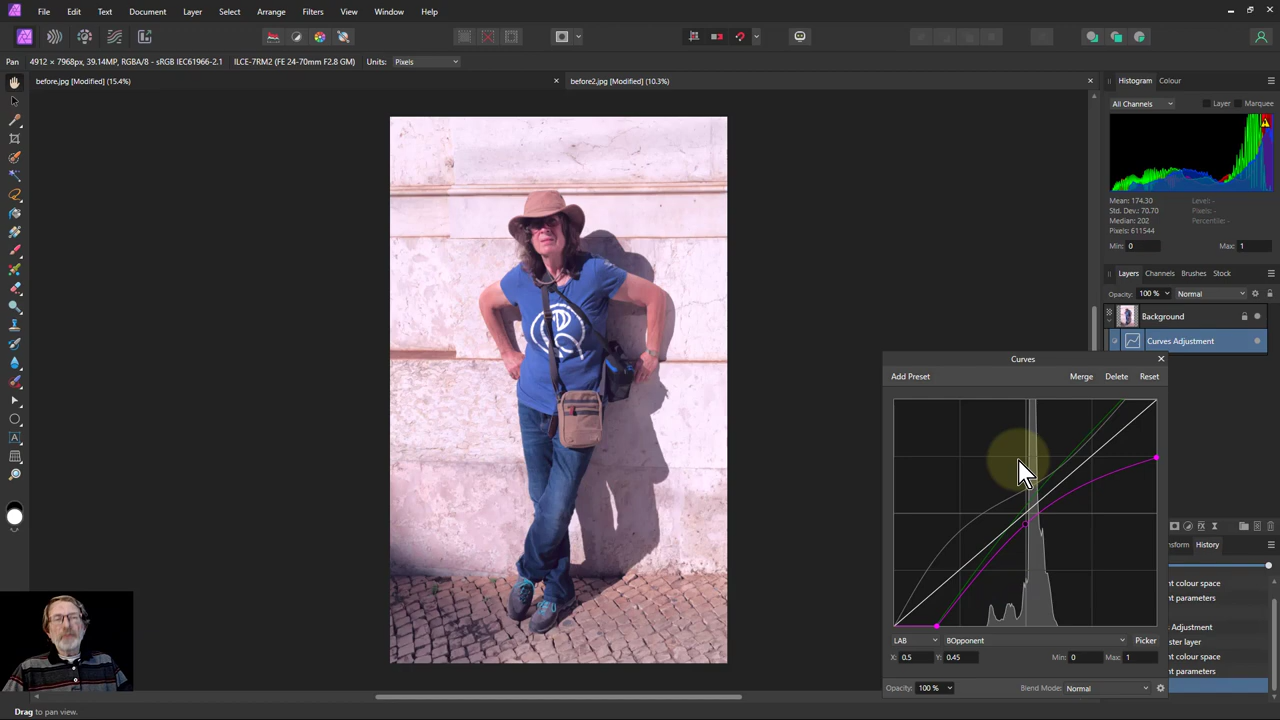 File Edit Text Document Layer Select Arrange Filters View Window Help
Pan 4912 × 7968px, 39.14MP, RGBA/8 - sRGB IEC61966-2.1 ILCE-7RM2 (FE 24-70mm F2.8 GM) Units: Pixels
before.jpg [Modified] (15.4%) before2.jpg [Modified] (10.3%)
Histogram Colour
All Channels Layer Marquee
Mean: 174.30 Level: -
Std. Dev.: 70.70 Pixels: -
Median: 202 Percentile: -
Pixels: 611544
Min: 0 Max: 1
Layers Channels Brushes Stock
Opacity: 100 % Normal
Background
Curves Adjustment
Curves
Add Preset Merge Delete Reset
LAB BOpponent Picker
X: 0.5 Y: 0.45 Min: 0 Max: 1
Opacity: 100 % Blend Mode: Normal
History
Adjustment
Drag to pan view.